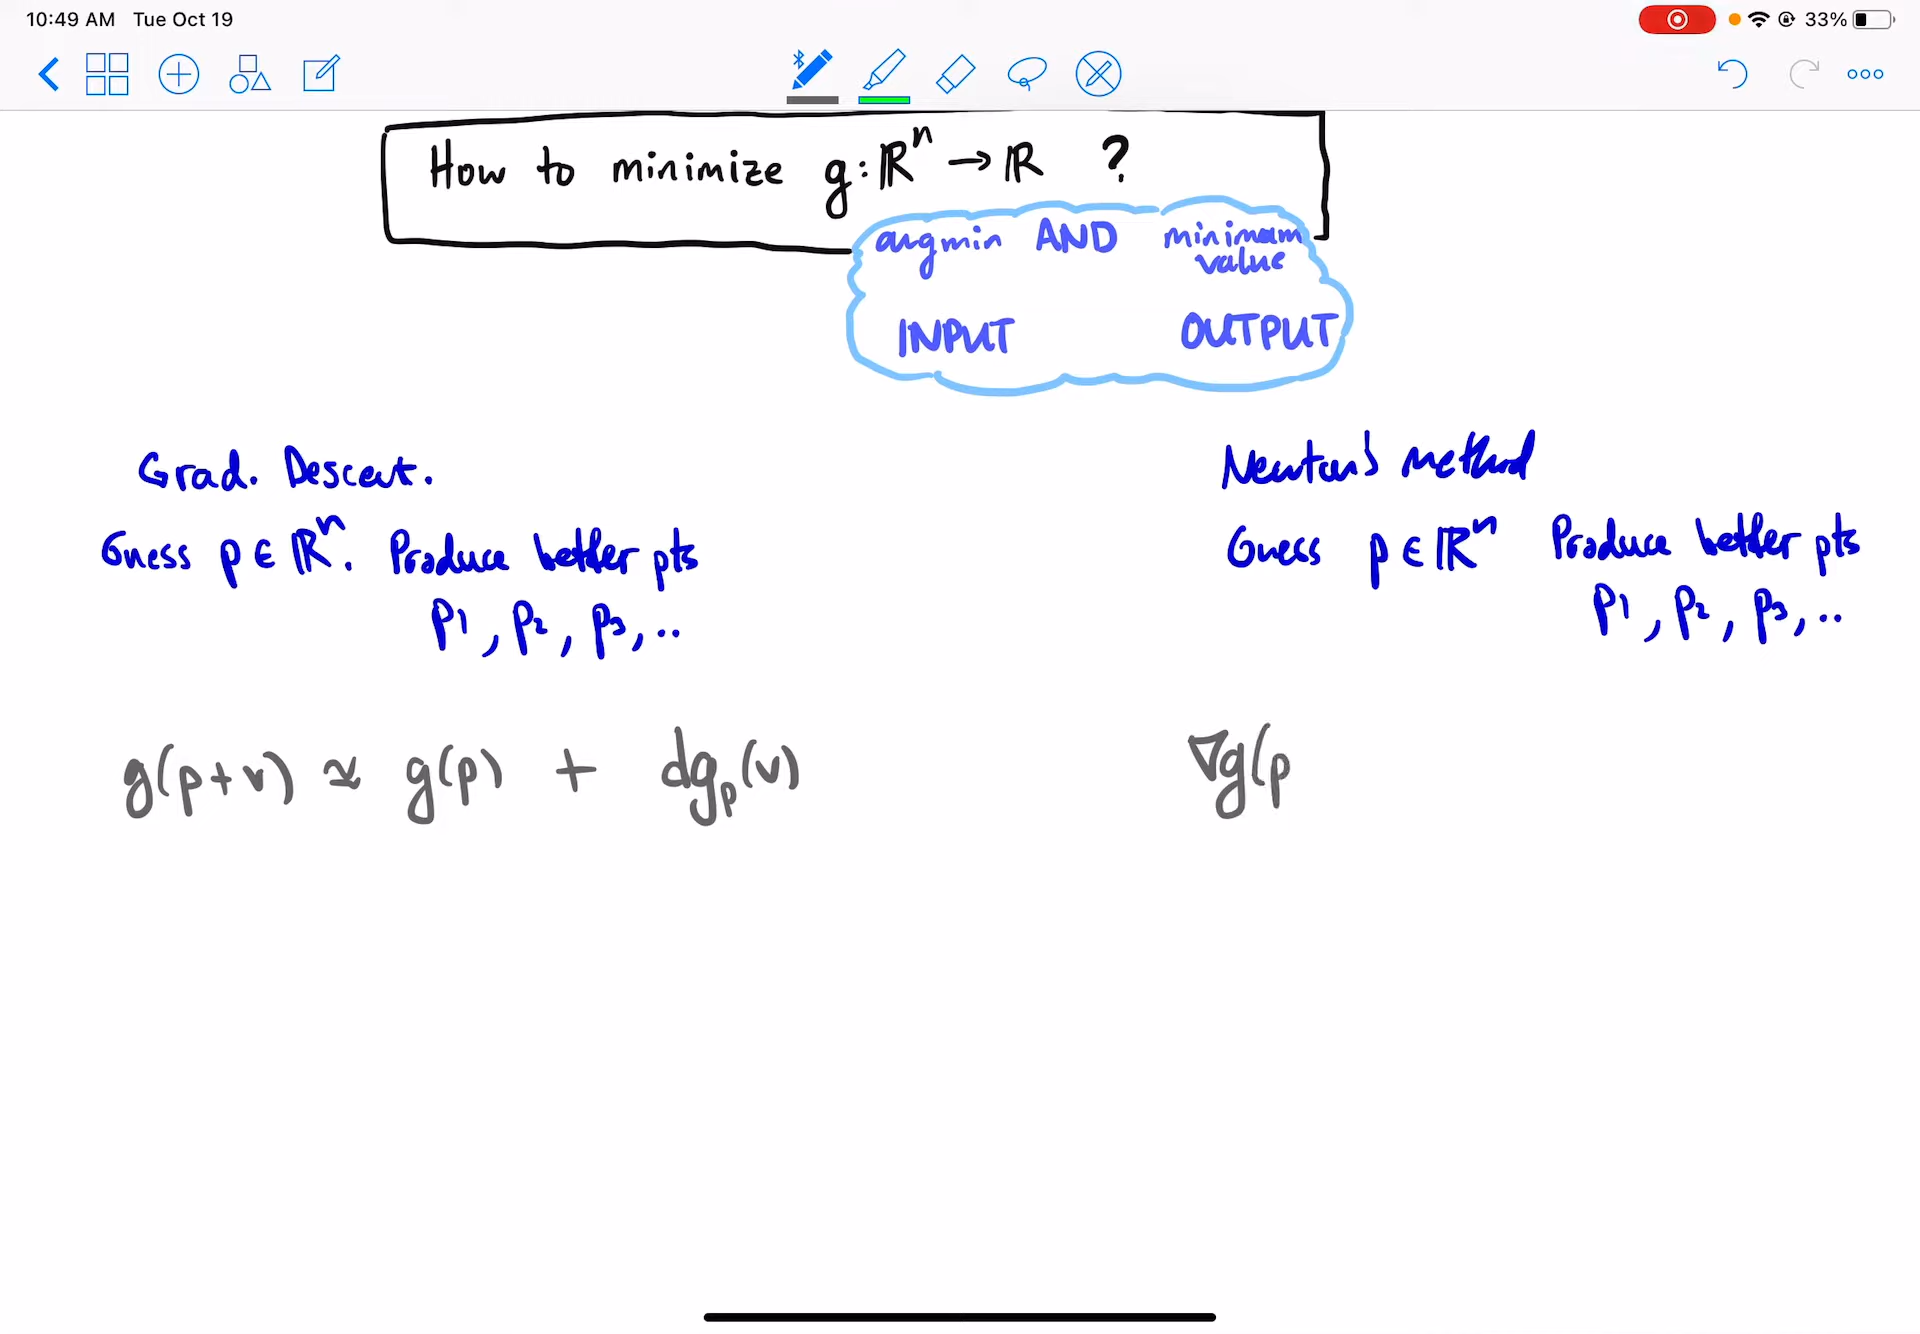 10:49 AM Tue Oct 19 33%
How to minimize g: ℝⁿ → ℝ ?
argmin AND minimum value
INPUT OUTPUT
Grad. Descent.
Guess p ∈ ℝⁿ. Produce better pts
p₁, p₂, p₃, ..
Newton's method
Guess p ∈ ℝⁿ Produce better pts
p₁, p₂, p₃, ..
g(p+v) ≈ g(p) + dgₚ(v)
∇g(p